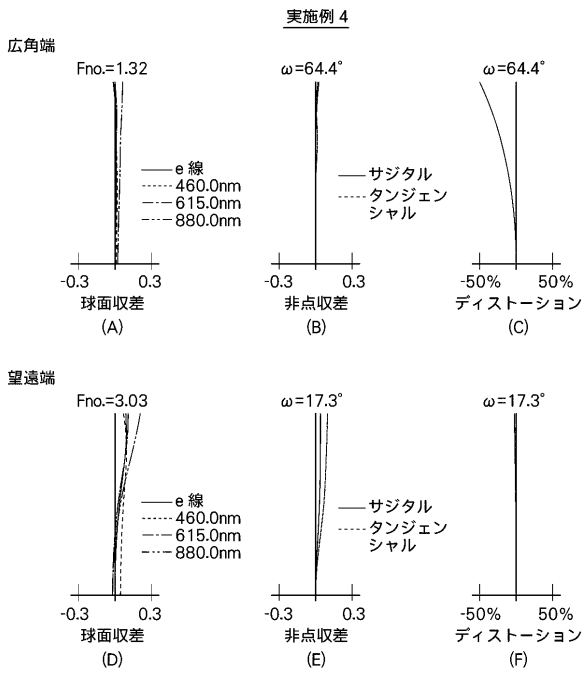 実施例 4
広角端
Fno.=1.32
ω=64.4°
ω=64.4°
e 線
460.0nm
615.0nm
880.0nm
サジタル
タンジェン
シャル
-0.3 0.3
球面収差
(A)
-0.3 0.3
非点収差
(B)
-50% 50%
ディストーション
(C)
望遠端
Fno.=3.03
ω=17.3°
ω=17.3°
e 線
460.0nm
615.0nm
880.0nm
サジタル
タンジェン
シャル
-0.3 0.3
球面収差
(D)
-0.3 0.3
非点収差
(E)
-50% 50%
ディストーション
(F)